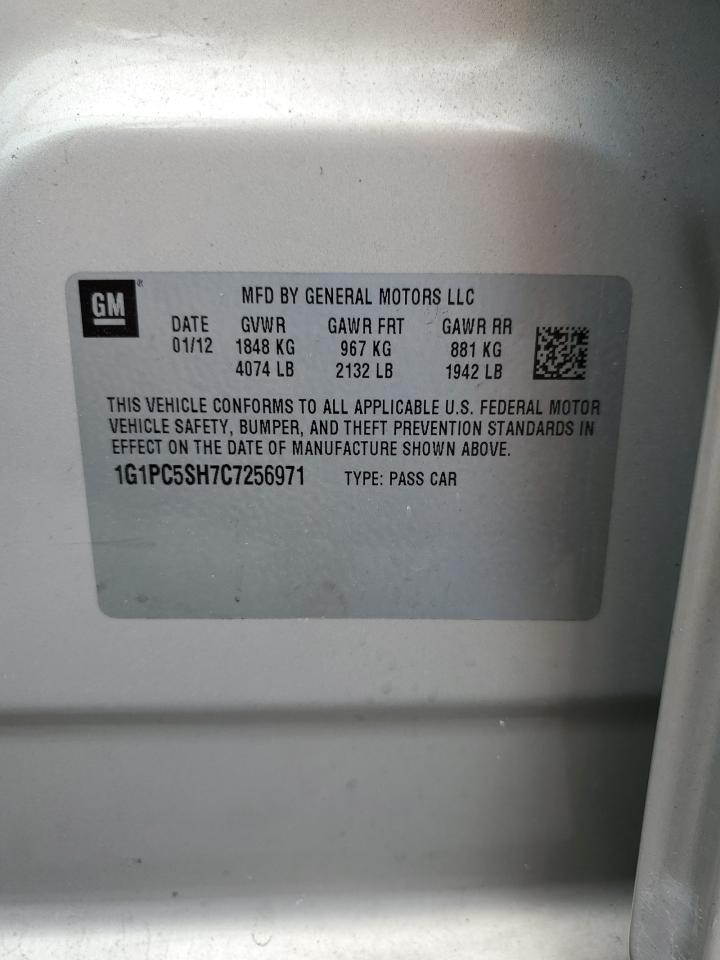 GM ®
MFD BY GENERAL MOTORS LLC
DATE GVWR GAWR FRT GAWR RR
01/12 1848 KG 967 KG 881 KG
4074 LB 2132 LB 1942 LB
THIS VEHICLE CONFORMS TO ALL APPLICABLE U.S. FEDERAL MOTOR
VEHICLE SAFETY, BUMPER, AND THEFT PREVENTION STANDARDS IN
EFFECT ON THE DATE OF MANUFACTURE SHOWN ABOVE.
1G1PC5SH7C7256971 TYPE: PASS CAR